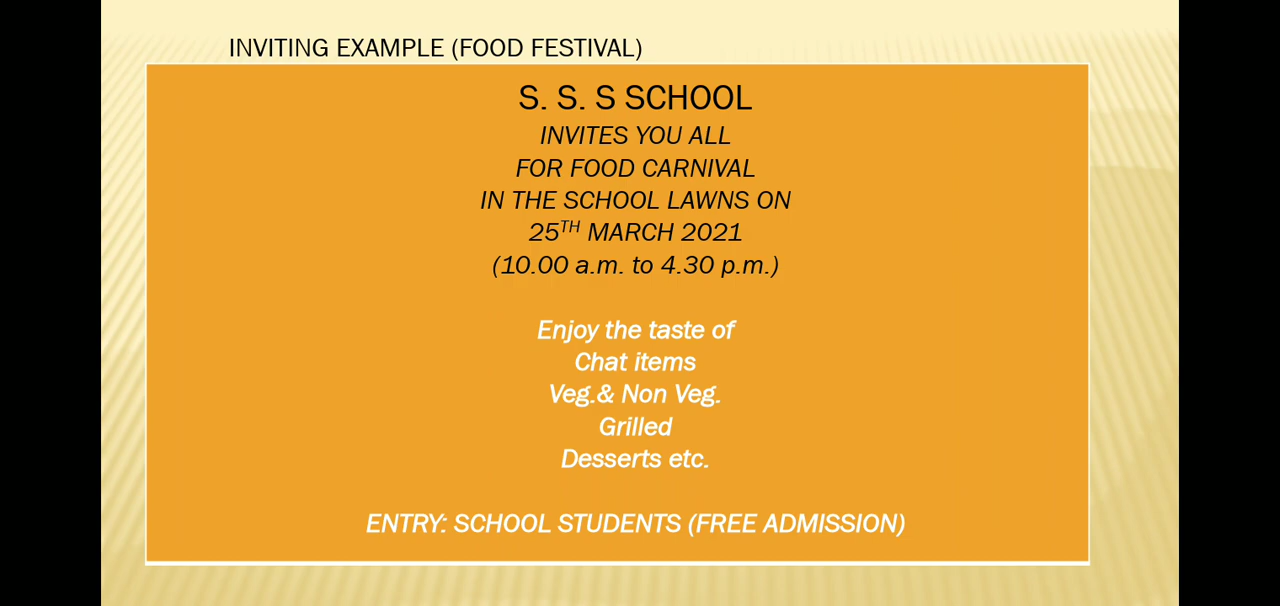 INVITING EXAMPLE (FOOD FESTIVAL)
S. S. S SCHOOL
INVITES YOU ALL
FOR FOOD CARNIVAL
IN THE SCHOOL LAWNS ON
25TH MARCH 2021
(10.00 a.m. to 4.30 p.m.)
Enjoy the taste of
Chat items
Veg.& Non Veg.
Grilled
Desserts etc.
ENTRY: SCHOOL STUDENTS (FREE ADMISSION)